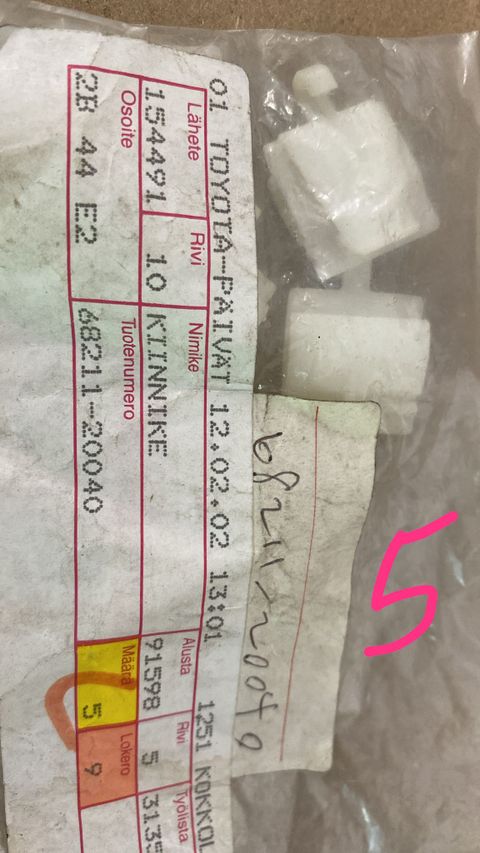 01 TOYOTA-PÄIVÄT 12.02.02 13:01 1251 KOKKOL
Lähete Rivi Nimike Alusta Rivi Työlista
154491 10 KIINNIKE 91598 5 3135
Osoite Tuotenumero Määrä Lokero
2B 44 E2 68211-20040 5 9
68211-20040
5